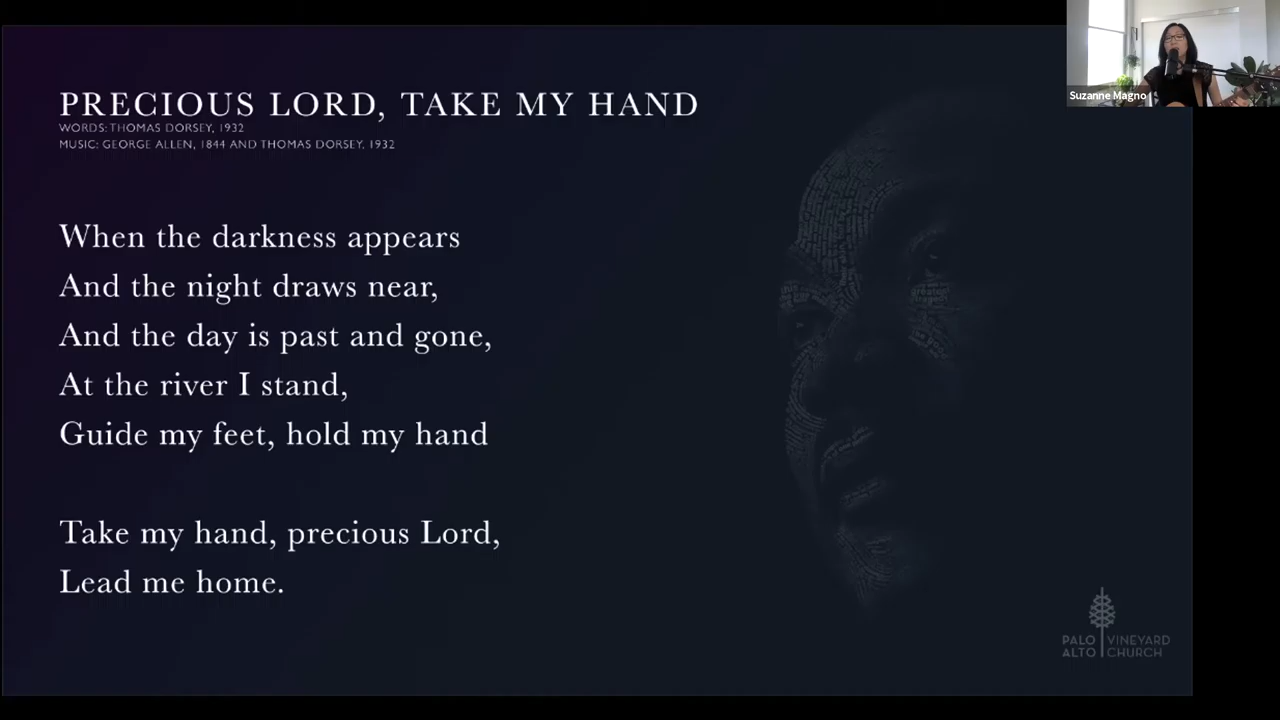 PRECIOUS LORD, TAKE MY HAND
WORDS: THOMAS DORSEY, 1932
MUSIC: GEORGE ALLEN, 1844 AND THOMAS DORSEY, 1932
When the darkness appears
And the night draws near,
And the day is past and gone,
At the river I stand,
Guide my feet, hold my hand
Take my hand, precious Lord,
Lead me home.
Suzanne Magno
PALO ALTO
VINEYARD CHURCH